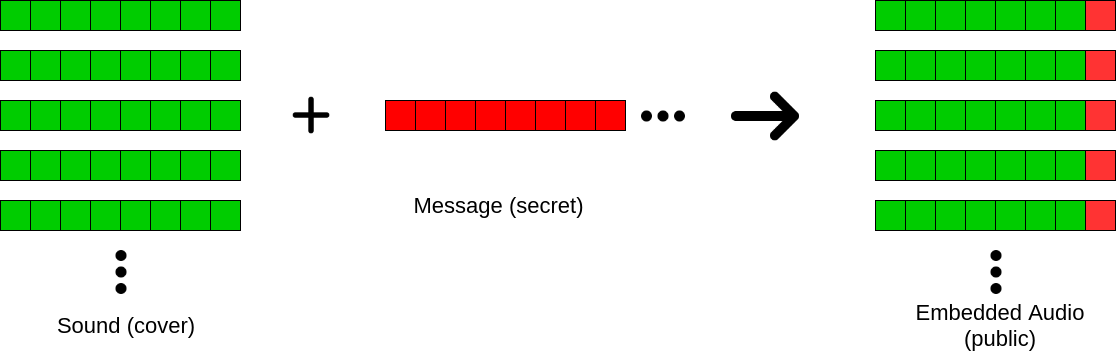 Message (secret)
Sound (cover)
Embedded Audio
(public)